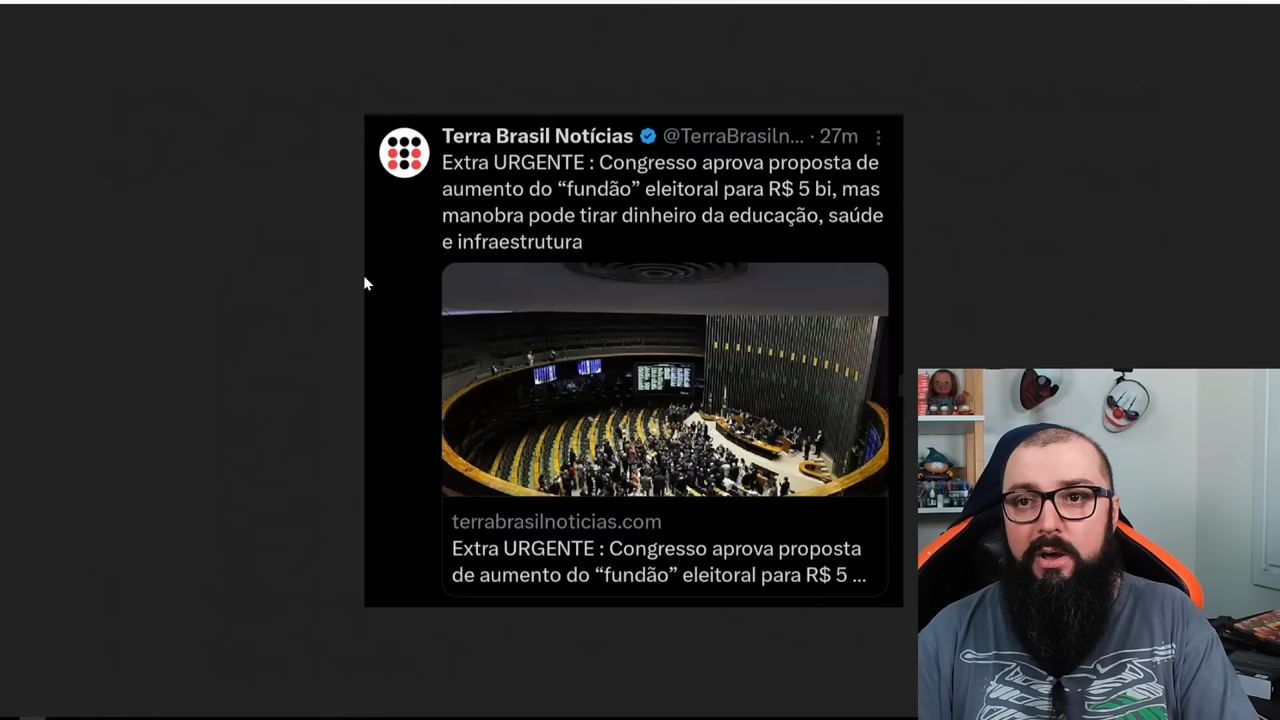 Terra Brasil Notícias @TerraBrasiln... · 27m
Extra URGENTE : Congresso aprova proposta de
aumento do “fundão” eleitoral para R$ 5 bi, mas
manobra pode tirar dinheiro da educação, saúde
e infraestrutura
terrabrasilnoticias.com
Extra URGENTE : Congresso aprova proposta
de aumento do “fundão” eleitoral para R$ 5 ...